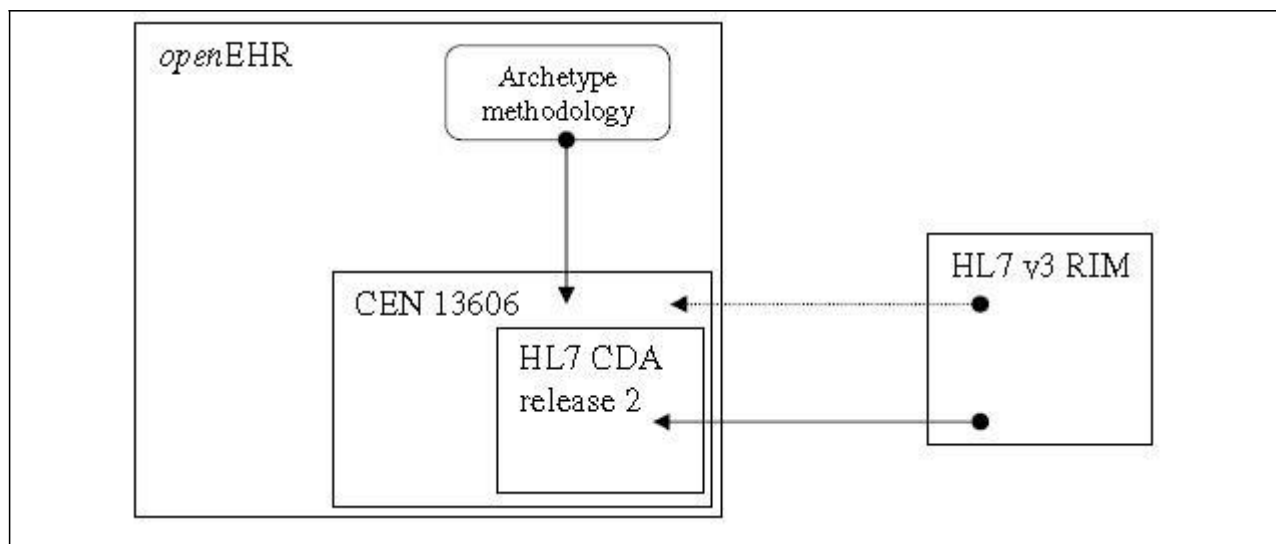 openEHR
Archetype
methodology
CEN 13606
HL7 CDA
release 2
HL7 v3 RIM